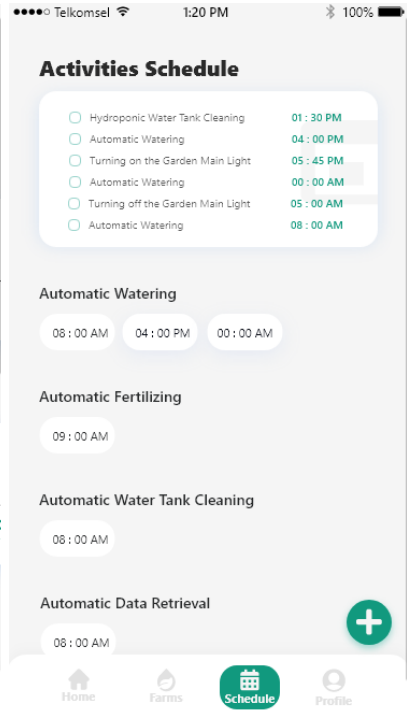 Telkomsel 1:20 PM 100%
Activities Schedule
Hydroponic Water Tank Cleaning 01 : 30 PM
Automatic Watering 04 : 00 PM
Turning on the Garden Main Light 05 : 45 PM
Automatic Watering 00 : 00 AM
Turning off the Garden Main Light 05 : 00 AM
Automatic Watering 08 : 00 AM
Automatic Watering
08 : 00 AM 04 : 00 PM 00 : 00 AM
Automatic Fertilizing
09 : 00 AM
Automatic Water Tank Cleaning
08 : 00 AM
Automatic Data Retrieval
08 : 00 AM
Home Farms Schedule Profile